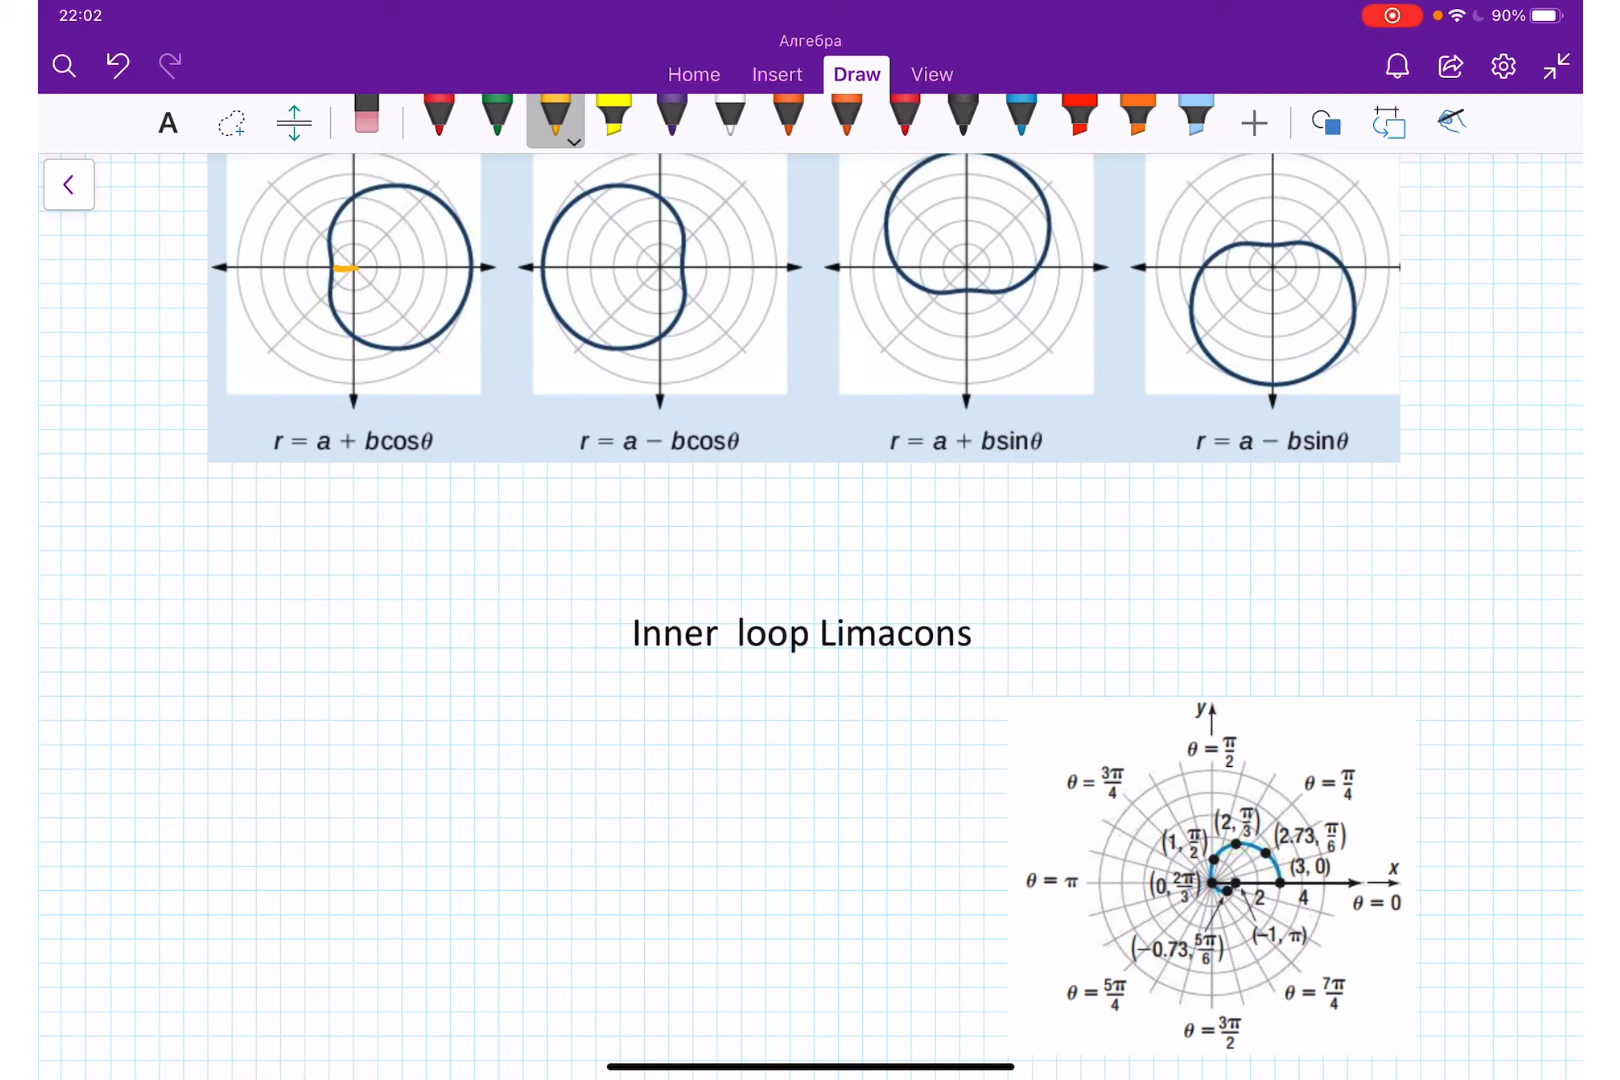 22:02
90%
Алгебра
Home Insert Draw View
A
r = a + bcosθ
r = a − bcosθ
r = a + bsinθ
r = a − bsinθ
Inner loop Limacons
y
θ = π/2
θ = 3π/4
θ = π/4
(2, π/3)
(1, π/2)
(2.73, π/6)
(3, 0)
x
θ = π
(0, 2π/3)
2 4
θ = 0
(−0.73, 5π/6)
(−1, π)
θ = 5π/4
θ = 7π/4
θ = 3π/2